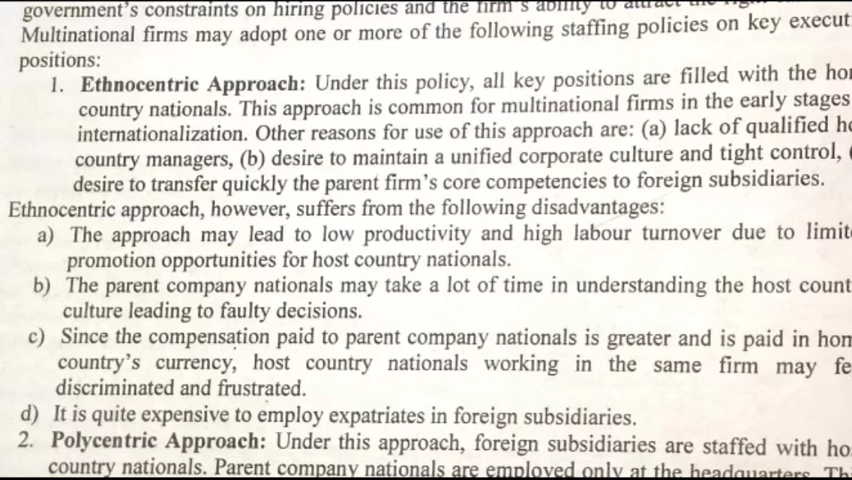 government's constraints on hiring policies and the firm's ability to attract the
Multinational firms may adopt one or more of the following staffing policies on key
positions:
1. Ethnocentric Approach: Under this policy, all key positions are filled with the
country nationals. This approach is common for multinational firms in the early stages
internationalization. Other reasons for use of this approach are: (a) lack of qualified
country managers, (b) desire to maintain a unified corporate culture and tight control,
desire to transfer quickly the parent firm's core competencies to foreign subsidiaries.
Ethnocentric approach, however, suffers from the following disadvantages:
a) The approach may lead to low productivity and high labour turnover due to
promotion opportunities for host country nationals.
b) The parent company nationals may take a lot of time in understanding the host
culture leading to faulty decisions.
c) Since the compensation paid to parent company nationals is greater and is paid in
country's currency, host country nationals working in the same firm may
discriminated and frustrated.
d) It is quite expensive to employ expatriates in foreign subsidiaries.
2. Polycentric Approach: Under this approach, foreign subsidiaries are staffed with
country nationals. Parent company nationals are employed only at the headquarters.